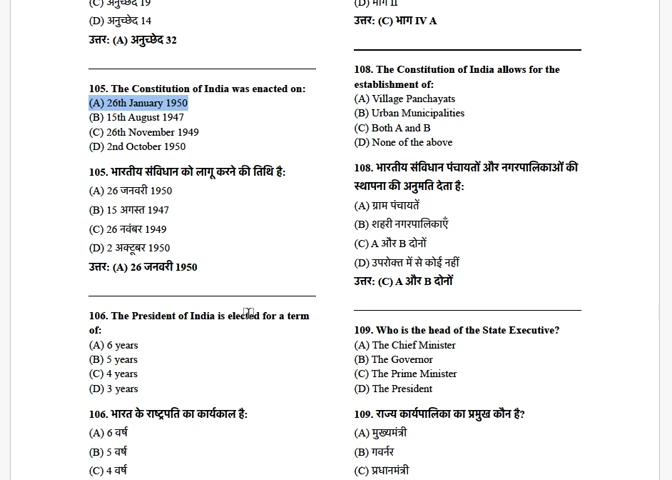 (C) अनुच्छेद 19
(D) अनुच्छेद 14
उत्तर: (A) अनुच्छेद 32
105. The Constitution of India was enacted on:
(A) 26th January 1950
(B) 15th August 1947
(C) 26th November 1949
(D) 2nd October 1950
105. भारतीय संविधान को लागू करने की तिथि है:
(A) 26 जनवरी 1950
(B) 15 अगस्त 1947
(C) 26 नवंबर 1949
(D) 2 अक्टूबर 1950
उत्तर: (A) 26 जनवरी 1950
106. The President of India is elected for a term
of:
(A) 6 years
(B) 5 years
(C) 4 years
(D) 3 years
106. भारत के राष्ट्रपति का कार्यकाल है:
(A) 6 वर्ष
(B) 5 वर्ष
(C) 4 वर्ष
(D) भाग II
उत्तर: (C) भाग IV A
108. The Constitution of India allows for the
establishment of:
(A) Village Panchayats
(B) Urban Municipalities
(C) Both A and B
(D) None of the above
108. भारतीय संविधान पंचायतों और नगरपालिकाओं की
स्थापना की अनुमति देता है:
(A) ग्राम पंचायतें
(B) शहरी नगरपालिकाएँ
(C) A और B दोनों
(D) उपरोक्त में से कोई नहीं
उत्तर: (C) A और B दोनों
109. Who is the head of the State Executive?
(A) The Chief Minister
(B) The Governor
(C) The Prime Minister
(D) The President
109. राज्य कार्यपालिका का प्रमुख कौन है?
(A) मुख्यमंत्री
(B) गवर्नर
(C) प्रधानमंत्री